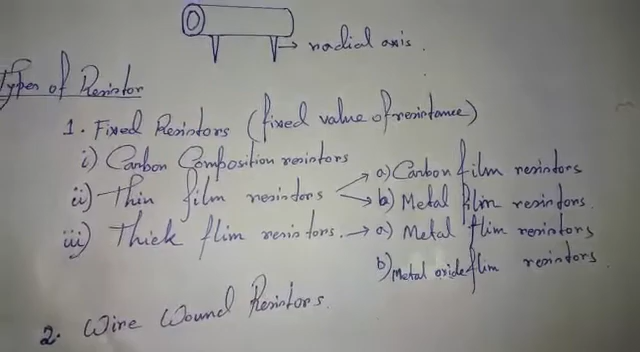 radial axis.
Types of Resistor
1. Fixed Resistors (fixed value of resistance)
i) Carbon Composition resistors
ii) Thin film resistors → a) Carbon film resistors
b) Metal film resistors.
iii) Thick flim resistors. → a) Metal flim resistors
b) Metal oxide flim resistors.
2. Wire Wound Resistors.